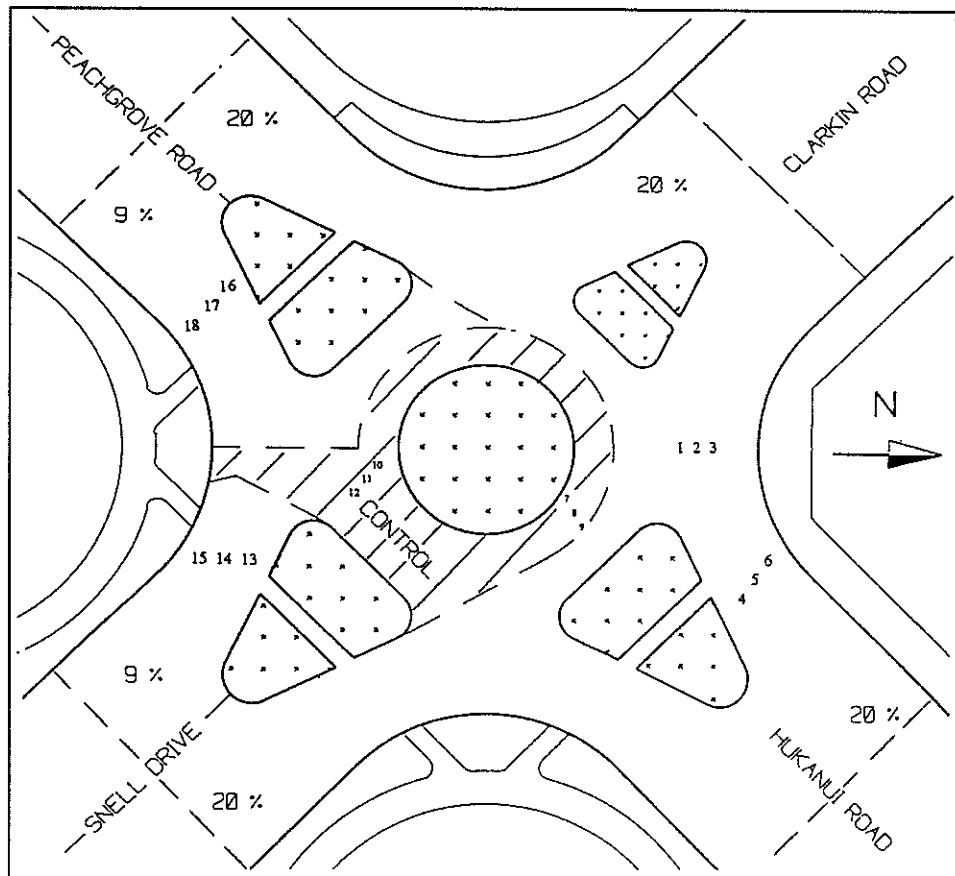 PEACHGROVE ROAD
CLARKIN ROAD
20 %
20 %
9 %
16
17
18
N
1 2 3
10
11
12
CONTROL
7
8
9
15 14 13
6
5
4
9 %
20 %
20 %
SNELL DRIVE
HUKANUI ROAD